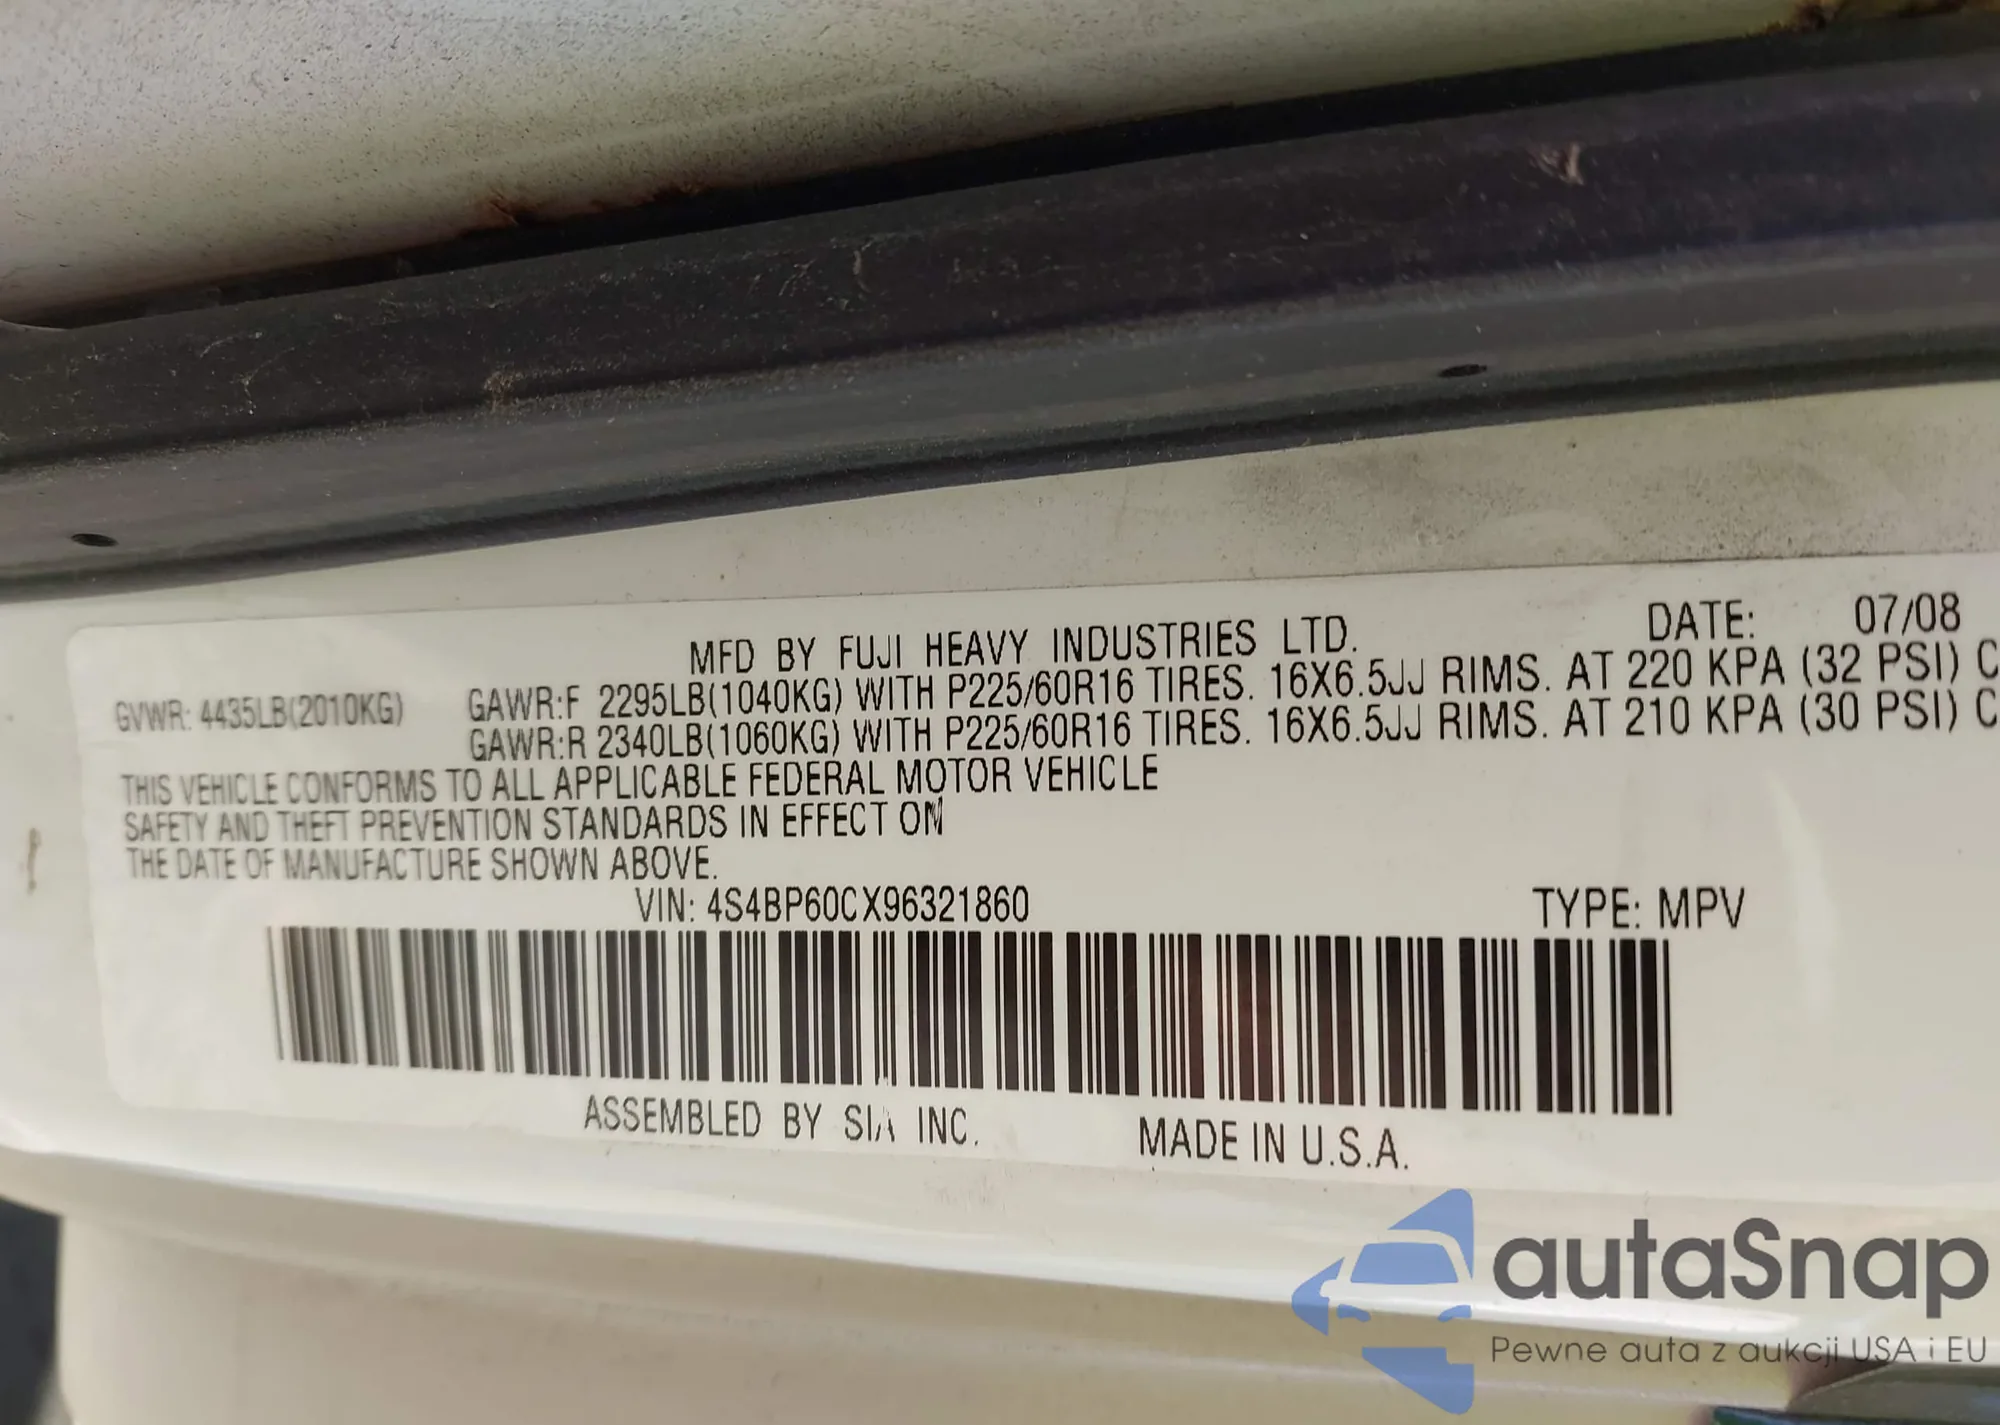 MFD BY FUJI HEAVY INDUSTRIES LTD. DATE: 07/08
GVWR: 4435LB(2010KG) GAWR:F 2295LB(1040KG) WITH P225/60R16 TIRES. 16X6.5JJ RIMS. AT 220 KPA (32 PSI) C
GAWR:R 2340LB(1060KG) WITH P225/60R16 TIRES. 16X6.5JJ RIMS. AT 210 KPA (30 PSI) C
THIS VEHICLE CONFORMS TO ALL APPLICABLE FEDERAL MOTOR VEHICLE
SAFETY AND THEFT PREVENTION STANDARDS IN EFFECT ON
THE DATE OF MANUFACTURE SHOWN ABOVE.
VIN: 4S4BP60CX96321860 TYPE: MPV
ASSEMBLED BY SIA INC. MADE IN U.S.A.
autaSnap
Pewne auta z aukcji USA i EU